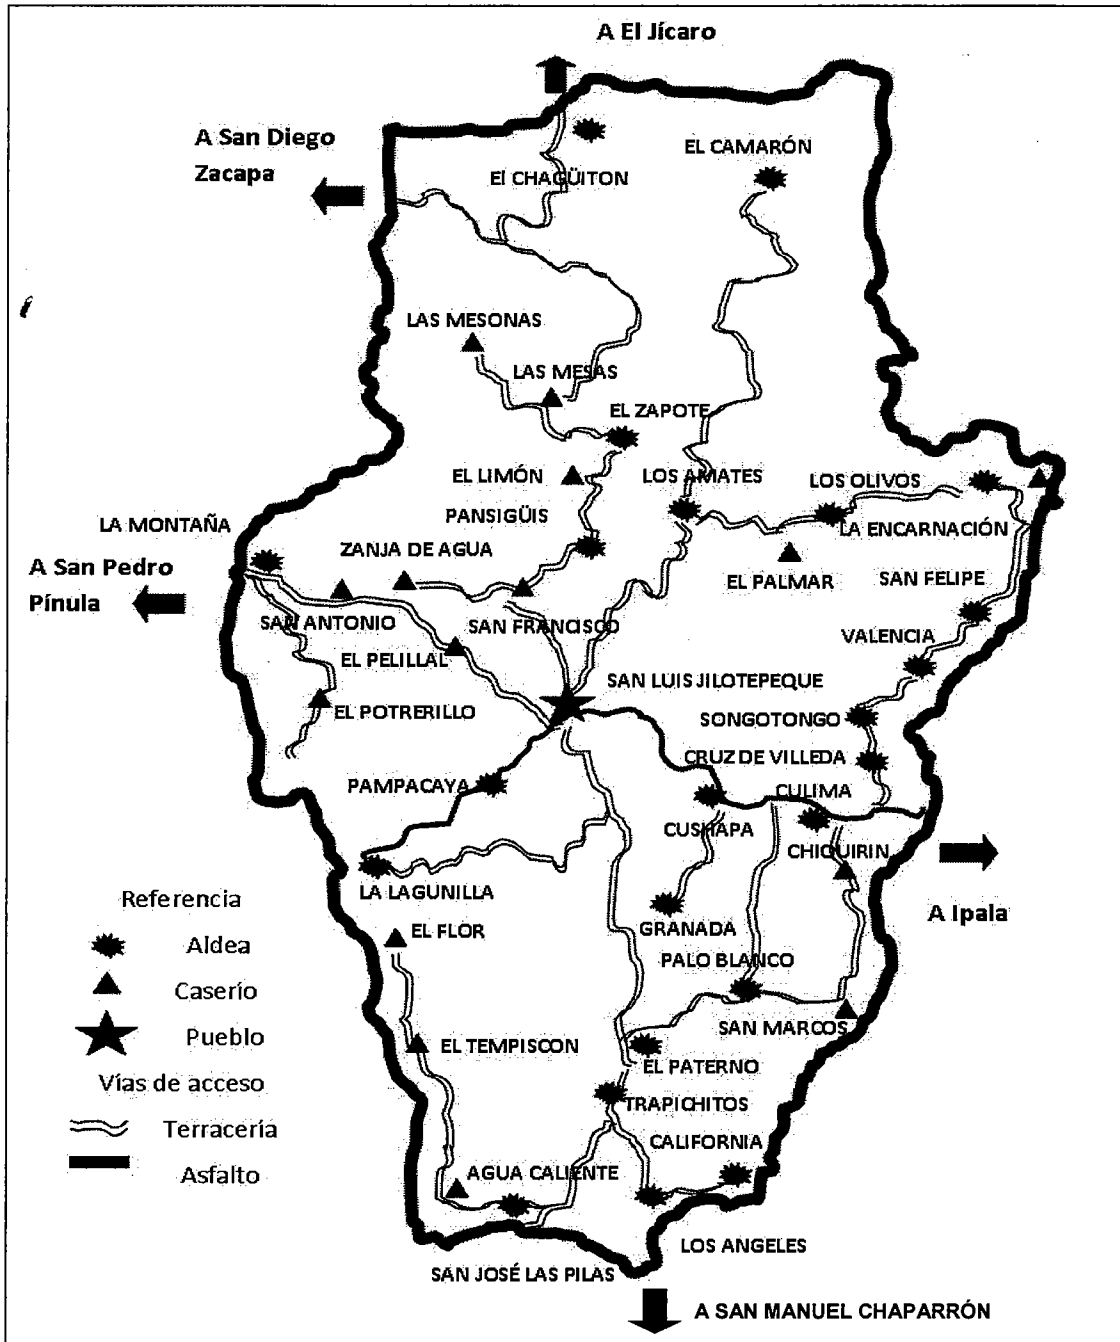 A El Jícaro
A San Diego
Zacapa
EL CAMARÓN
El CHAGÜITON
LAS MESONAS
LAS MESAS
EL ZAPOTE
EL LIMÓN
LOS AMATES
LOS OLIVOS
PANSIGÜIS
LA ENCARNACIÓN
LA MONTAÑA
ZANJA DE AGUA
A San Pedro
Pínula
EL PALMAR
SAN FELIPE
SAN ANTONIO
SAN FRANCISCO
VALENCIA
EL PELILLAL
SAN LUIS JILOTEPEQUE
EL POTRERILLO
SONGOTONGO
CRUZ DE VILLEDA
PAMPACAYA
CULIMA
CUSHAPA
CHIQUIRIN
LA LAGUNILLA
A Ipala
Referencia
EL FLOR
GRANADA
Aldea
PALO BLANCO
Caserío
SAN MARCOS
Pueblo
EL TEMPISCON
EL PATERNO
Vías de acceso
TRAPICHITOS
Terracería
CALIFORNIA
Asfalto
AGUA CALIENTE
LOS ANGELES
SAN JOSÉ LAS PILAS
A SAN MANUEL CHAPARRÓN